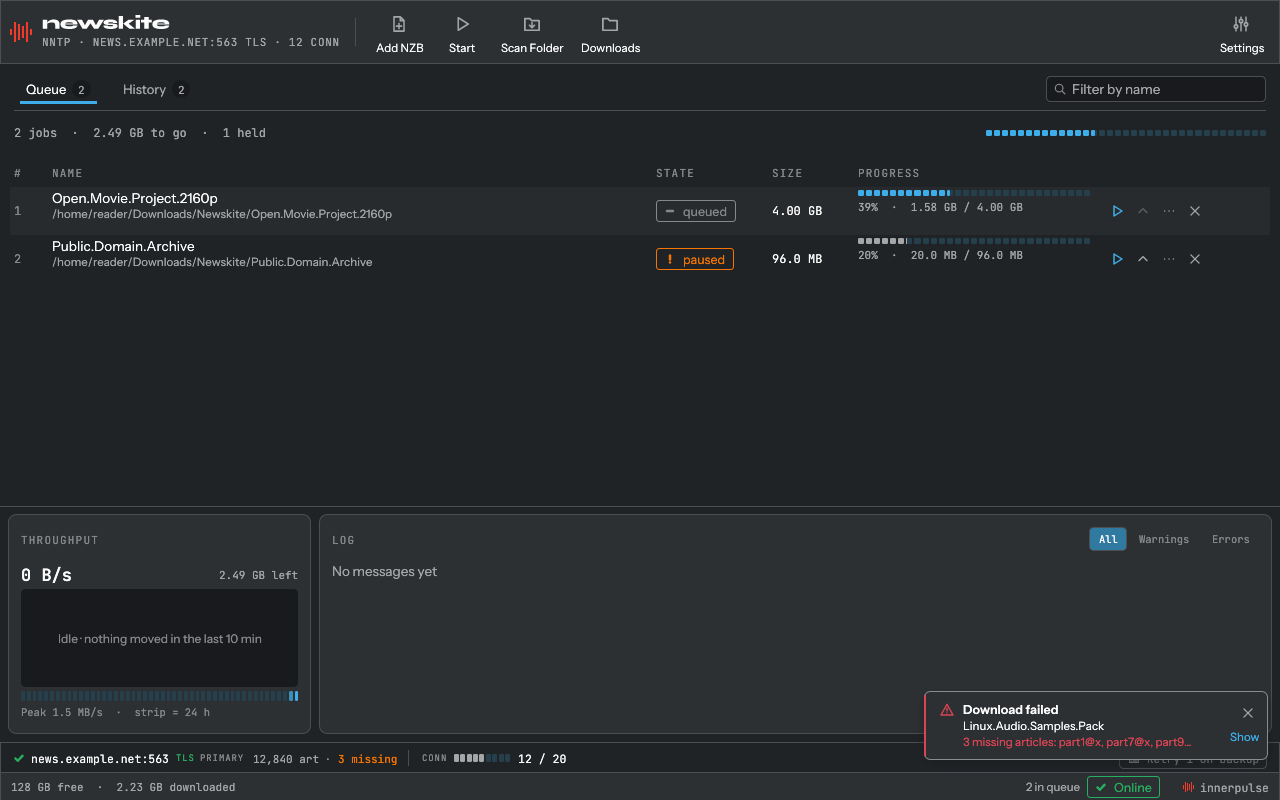 newskite
NNTP · NEWS.EXAMPLE.NET:563 TLS · 12 CONN
Add NZB
Start
Scan Folder
Downloads
Settings
Queue 2
History 2
Filter by name
2 jobs · 2.49 GB to go · 1 held
# NAME STATE SIZE PROGRESS
1 Open.Movie.Project.2160p
/home/reader/Downloads/Newskite/Open.Movie.Project.2160p
queued
4.00 GB
39% · 1.58 GB / 4.00 GB
2 Public.Domain.Archive
/home/reader/Downloads/Newskite/Public.Domain.Archive
paused
96.0 MB
20% · 20.0 MB / 96.0 MB
THROUGHPUT
0 B/s
2.49 GB left
Idle · nothing moved in the last 10 min
Peak 1.5 MB/s · strip = 24 h
LOG
All
Warnings
Errors
No messages yet
Download failed
Linux.Audio.Samples.Pack
3 missing articles: part1@x, part7@x, part9...
Show
news.example.net:563 TLS PRIMARY 12,840 art · 3 missing
CONN 12 / 20
Retry 1 on backup
128 GB free · 2.23 GB downloaded
2 in queue
Online
innerpulse